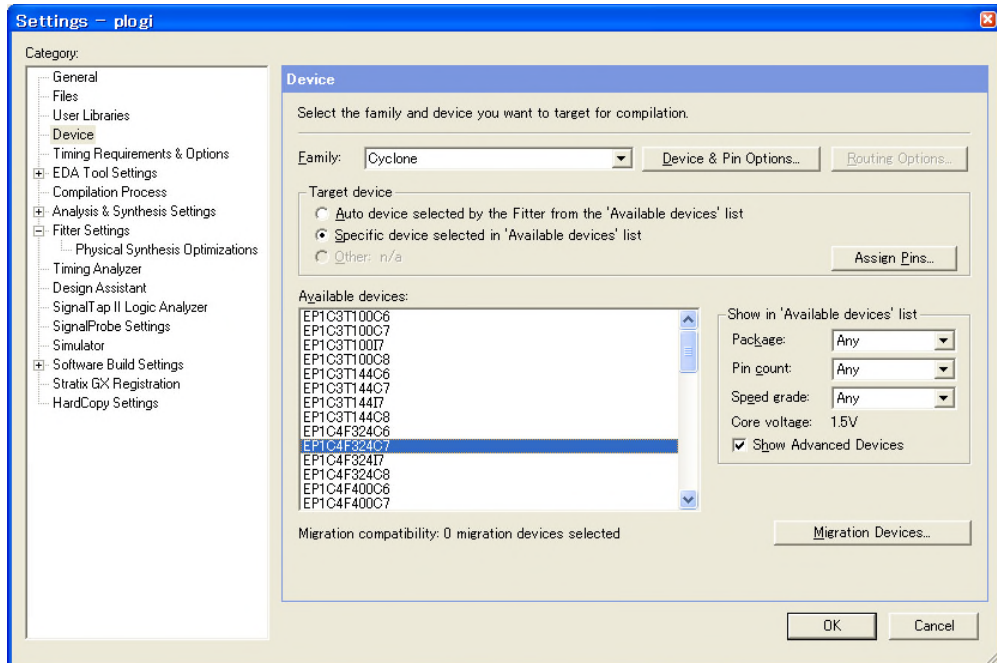 Settings - plogi
Category:
General
Files
User Libraries
Device
Timing Requirements & Options
EDA Tool Settings
Compilation Process
Analysis & Synthesis Settings
Fitter Settings
Physical Synthesis Optimizations
Timing Analyzer
Design Assistant
SignalTap II Logic Analyzer
SignalProbe Settings
Simulator
Software Build Settings
Stratix GX Registration
HardCopy Settings
Device
Select the family and device you want to target for compilation.
Family: Cyclone Device & Pin Options... Routing Options...
Target device
Auto device selected by the Fitter from the 'Available devices' list
Specific device selected in 'Available devices' list
Other: n/a
Assign Pins...
Available devices:
EP1C3T100C6
EP1C3T100C7
EP1C3T100I7
EP1C3T100C8
EP1C3T144C6
EP1C3T144C7
EP1C3T144I7
EP1C3T144C8
EP1C4F324C6
EP1C4F324C7
EP1C4F324I7
EP1C4F324C8
EP1C4F400C6
EP1C4F400C7
Show in 'Available devices' list
Package: Any
Pin count: Any
Speed grade: Any
Core voltage: 1.5V
Show Advanced Devices
Migration compatibility: 0 migration devices selected
Migration Devices...
OK Cancel